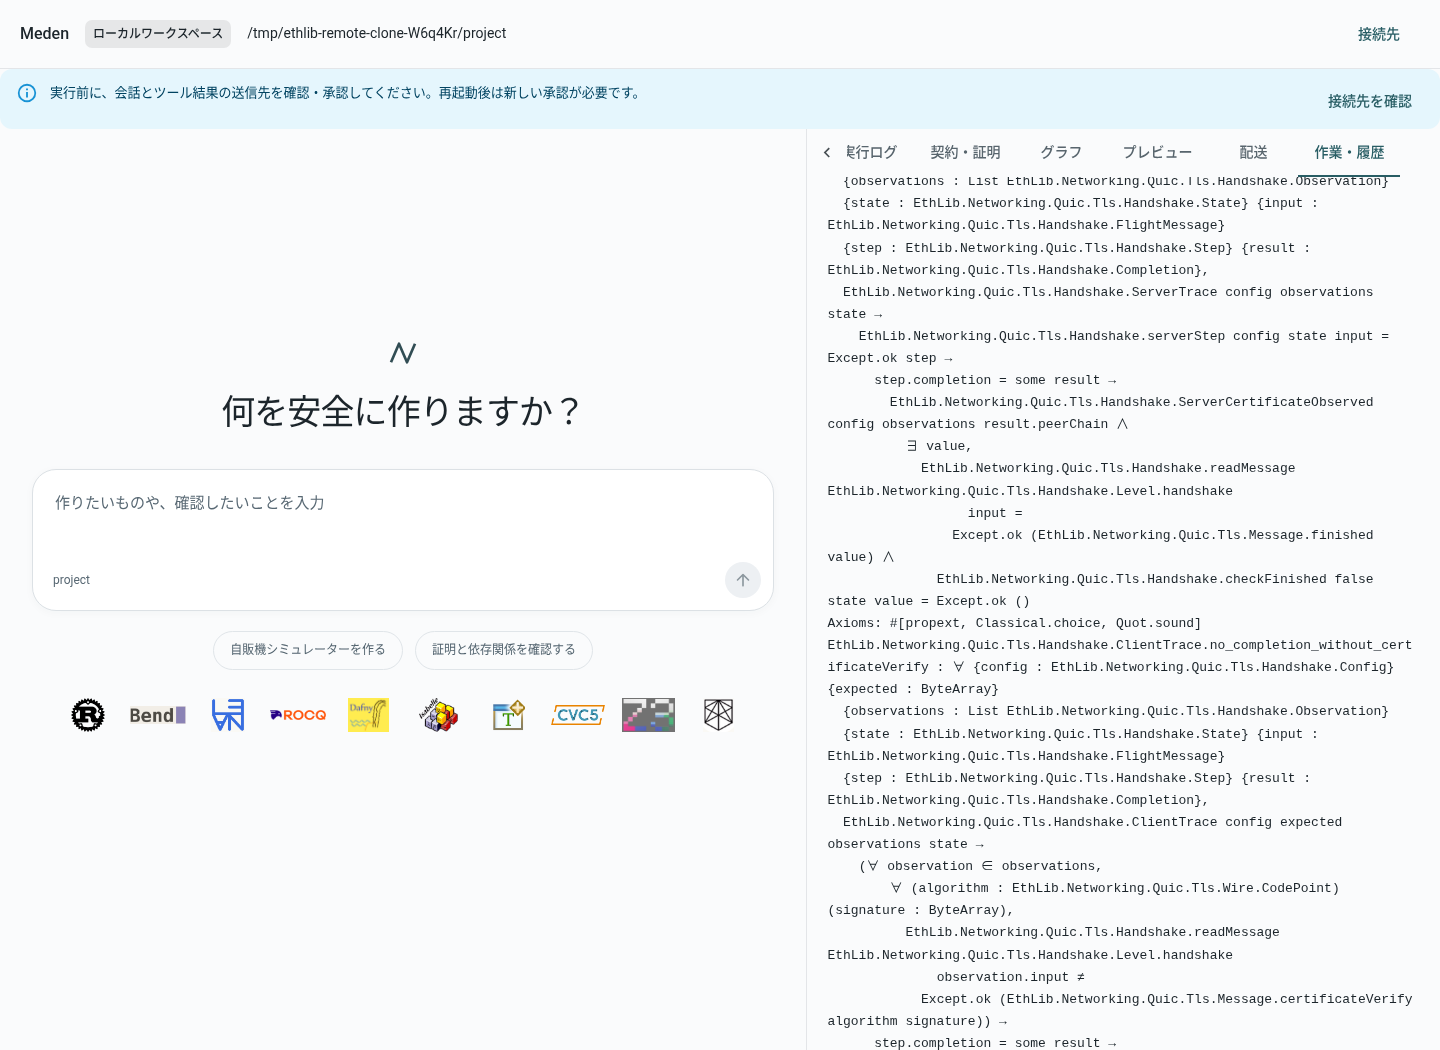 Meden
ローカルワークスペース
/tmp/ethlib-remote-clone-W6q4Kr/project
接続先
実行前に、会話とツール結果の送信先を確認・承認してください。再起動後は新しい承認が必要です。
接続先を確認
何を安全に作りますか？
作りたいものや、確認したいことを入力
project
自販機シミュレーターを作る
証明と依存関係を確認する
R
Bend
ROCQ
Dafny
Isabelle
T
CVC5
実行ログ
契約・証明
グラフ
プレビュー
配送
作業・履歴
{observations : List EthLib.Networking.Quic.Tls.Handshake.Observation}
{state : EthLib.Networking.Quic.Tls.Handshake.State} {input :
EthLib.Networking.Quic.Tls.Handshake.FlightMessage}
{step : EthLib.Networking.Quic.Tls.Handshake.Step} {result :
EthLib.Networking.Quic.Tls.Handshake.Completion},
EthLib.Networking.Quic.Tls.Handshake.ServerTrace config observations
state →
EthLib.Networking.Quic.Tls.Handshake.serverStep config state input =
Except.ok step →
step.completion = some result →
EthLib.Networking.Quic.Tls.Handshake.ServerCertificateObserved
config observations result.peerChain ∧
∃ value,
EthLib.Networking.Quic.Tls.Handshake.readMessage
EthLib.Networking.Quic.Tls.Handshake.Level.handshake
input =
Except.ok (EthLib.Networking.Quic.Tls.Message.finished
value) ∧
EthLib.Networking.Quic.Tls.Handshake.checkFinished false
state value = Except.ok ()
Axioms: #[propext, Classical.choice, Quot.sound]
EthLib.Networking.Quic.Tls.Handshake.ClientTrace.no_completion_without_cert
ificateVerify : ∀ {config : EthLib.Networking.Quic.Tls.Handshake.Config}
{expected : ByteArray}
{observations : List EthLib.Networking.Quic.Tls.Handshake.Observation}
{state : EthLib.Networking.Quic.Tls.Handshake.State} {input :
EthLib.Networking.Quic.Tls.Handshake.FlightMessage}
{step : EthLib.Networking.Quic.Tls.Handshake.Step} {result :
EthLib.Networking.Quic.Tls.Handshake.Completion},
EthLib.Networking.Quic.Tls.Handshake.ClientTrace config expected
observations state →
(∀ observation ∈ observations,
∀ (algorithm : EthLib.Networking.Quic.Tls.Wire.CodePoint)
(signature : ByteArray),
EthLib.Networking.Quic.Tls.Handshake.readMessage
EthLib.Networking.Quic.Tls.Handshake.Level.handshake
observation.input ≠
Except.ok (EthLib.Networking.Quic.Tls.Message.certificateVerify
algorithm signature)) →
step.completion = some result →